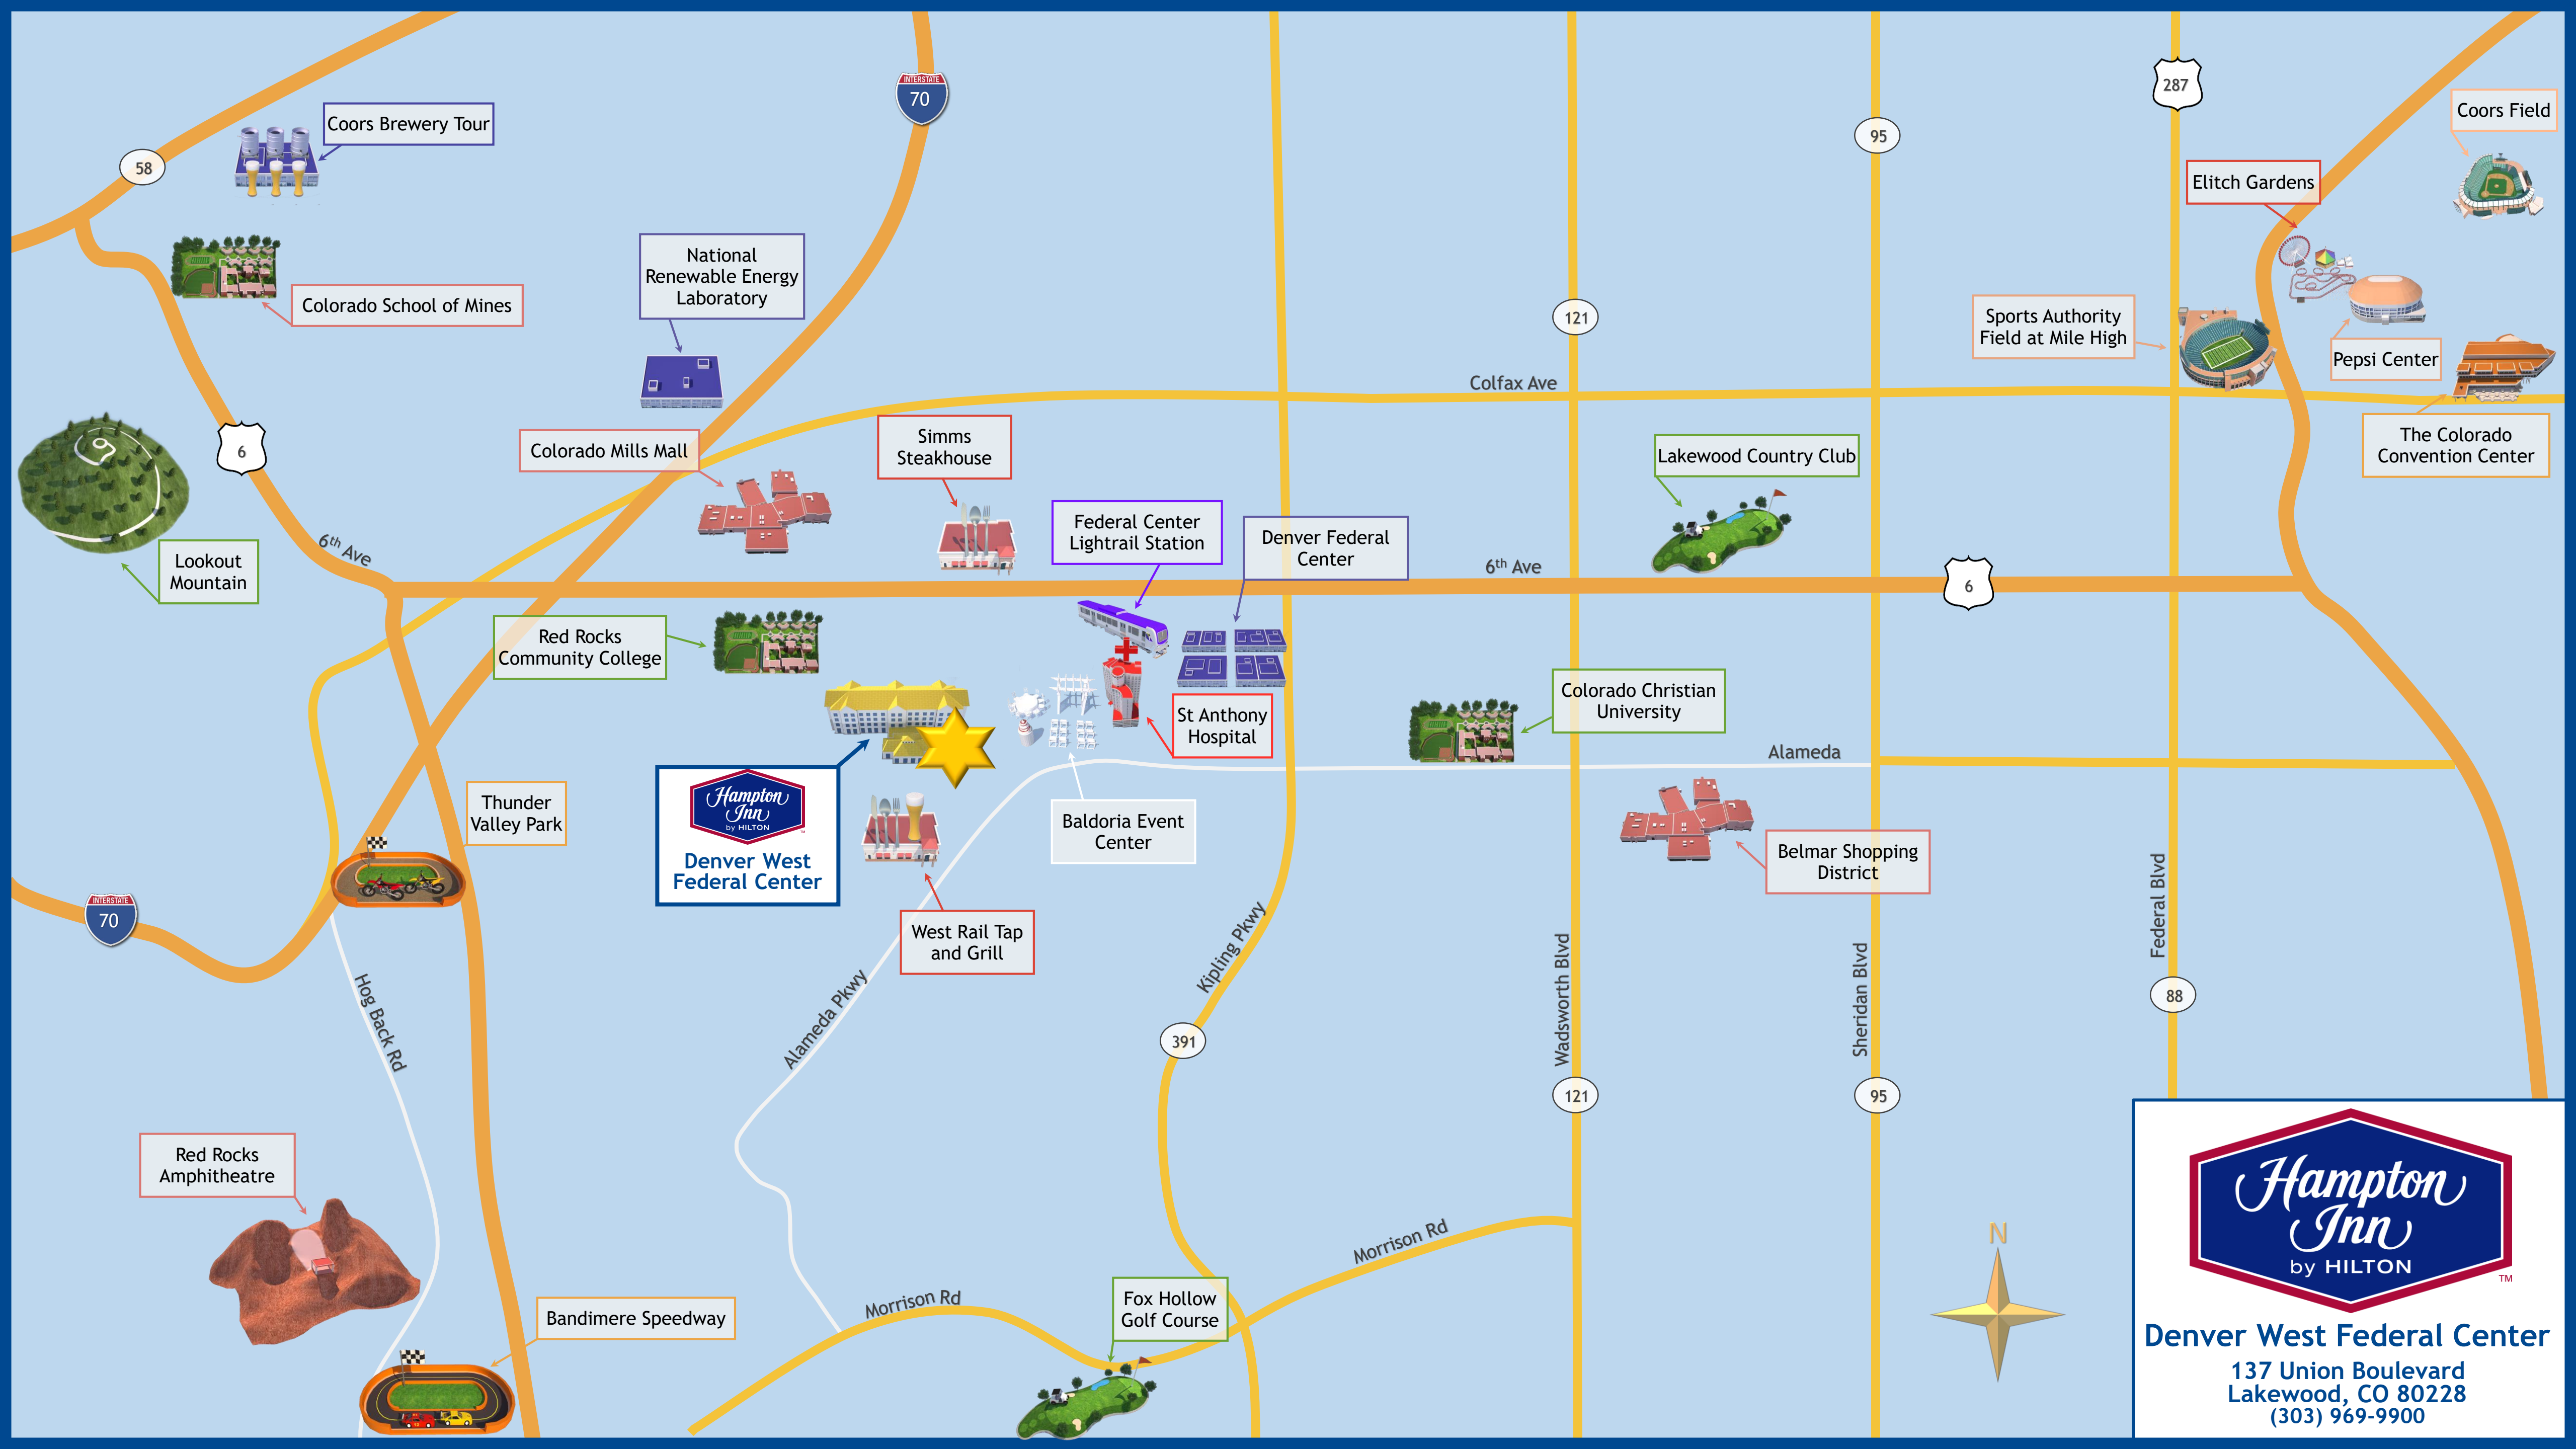 INTERSTATE
70
287
Coors Field
Coors Brewery Tour
95
58
Elitch Gardens
National
Renewable Energy
Laboratory
Colorado School of Mines
121
Sports Authority
Field at Mile High
Pepsi Center
Colfax Ave
Colorado Mills Mall
Simms
Steakhouse
Lakewood Country Club
The Colorado
Convention Center
6
6th Ave
Federal Center
Lightrail Station
Denver Federal
Center
6th Ave
6
Lookout
Mountain
Red Rocks
Community College
St Anthony
Hospital
Colorado Christian
University
Alameda
Thunder
Valley Park
Hampton
Inn
by HILTON
TM
Denver West
Federal Center
Baldoria Event
Center
Belmar Shopping
District
INTERSTATE
70
West Rail Tap
and Grill
Federal Blvd
Kipling Pkwy
Wadsworth Blvd
Sheridan Blvd
Hog Back Rd
Alameda Pkwy
88
391
121
95
Red Rocks
Amphitheatre
Morrison Rd
Morrison Rd
Fox Hollow
Golf Course
Bandimere Speedway
N
Hampton
Inn
by HILTON
TM
Denver West Federal Center
137 Union Boulevard
Lakewood, CO 80228
(303) 969-9900